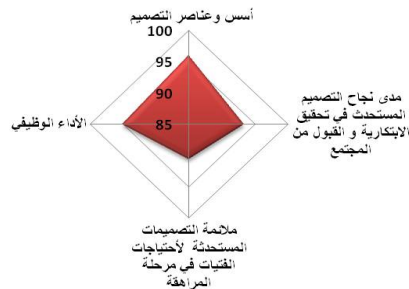 أسس وعناصر التصميم
100
95
90
85
مدى نجاح التصميم
المستحدث في تحقيق
الابتكارية و القبول من
المجتمع
الأداء الوظيفي
ملائمة التصميمات
المستحدثة لأحتياجات
الفتيات في مرحلة
المراهقة